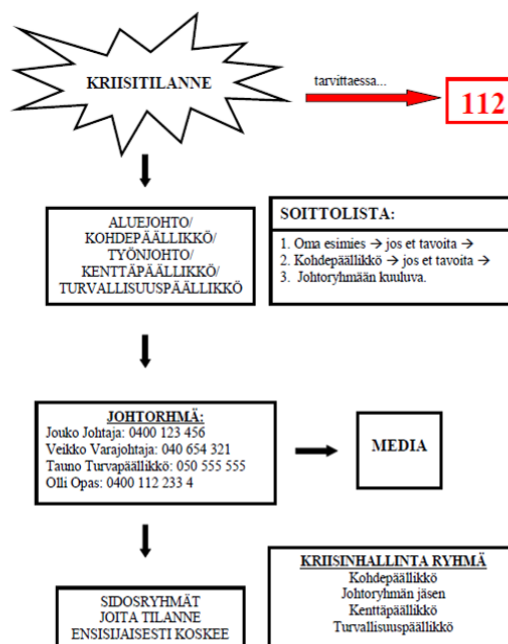 KRIISITILANNE
tarvittaessa...
112
ALUEJOHTO/
KOHDEPÄÄLLIKKÖ/
TYÖNJOHTO/
KENTTÄPÄÄLLIKKÖ/
TURVALLISUUSPÄÄLLIKKÖ
SOITTOLISTA:
1. Oma esimies → jos et tavoita →
2. Kohdepäällikkö → jos et tavoita →
3. Johtoryhmään kuuluva.
JOHTORHMÄ:
Jouko Johtaja: 0400 123 456
Veikko Varajohtaja: 040 654 321
Tauno Turvapäällikkö: 050 555 555
Olli Opas: 0400 112 233 4
MEDIA
SIDOSRYHMÄT
JOITA TILANNE
ENSISIJAISESTI KOSKEE
KRIISINHALLINTA RYHMÄ
Kohdepäällikkö
Johtoryhmän jäsen
Kenttäpäällikkö
Turvallisuuspäällikkö